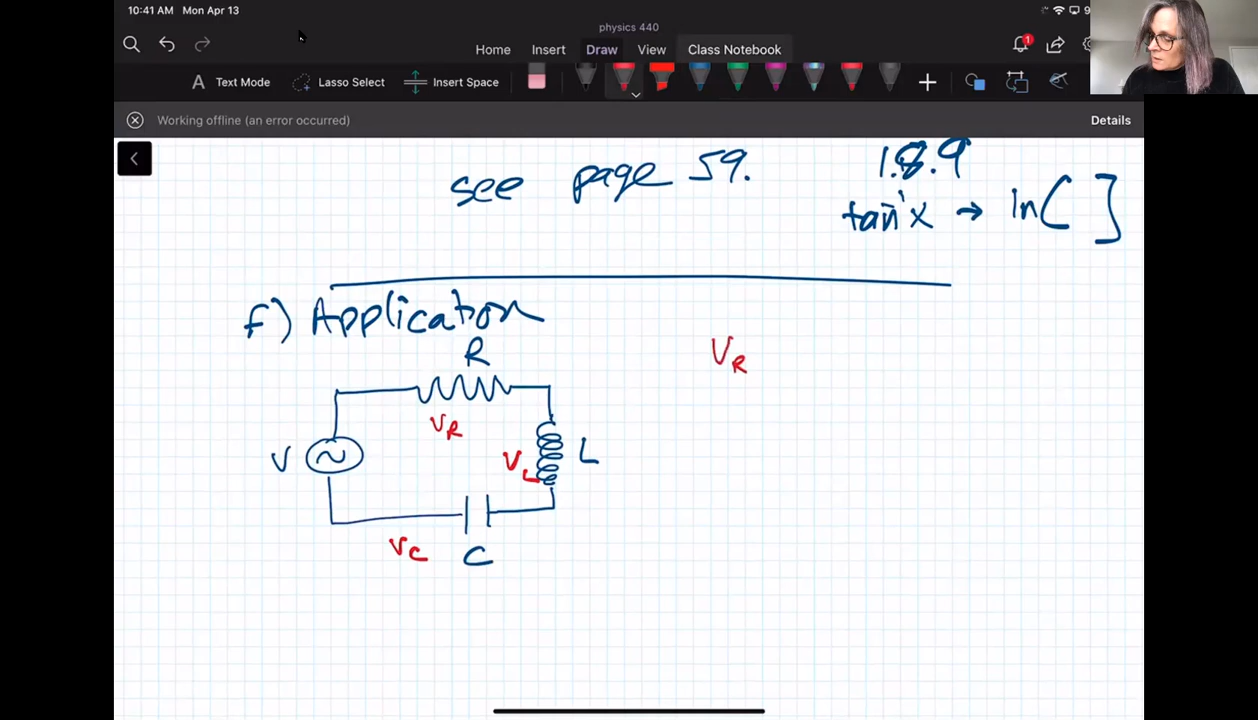 10:41 AM Mon Apr 13
physics 440
Home Insert Draw View Class Notebook
1
Text Mode Lasso Select Insert Space
Working offline (an error occurred) Details
see page 59.
1.8.9
tan⁻¹x → ln( ]
f) Application
R
V_R
V_R
V
V_L
L
V_C
C